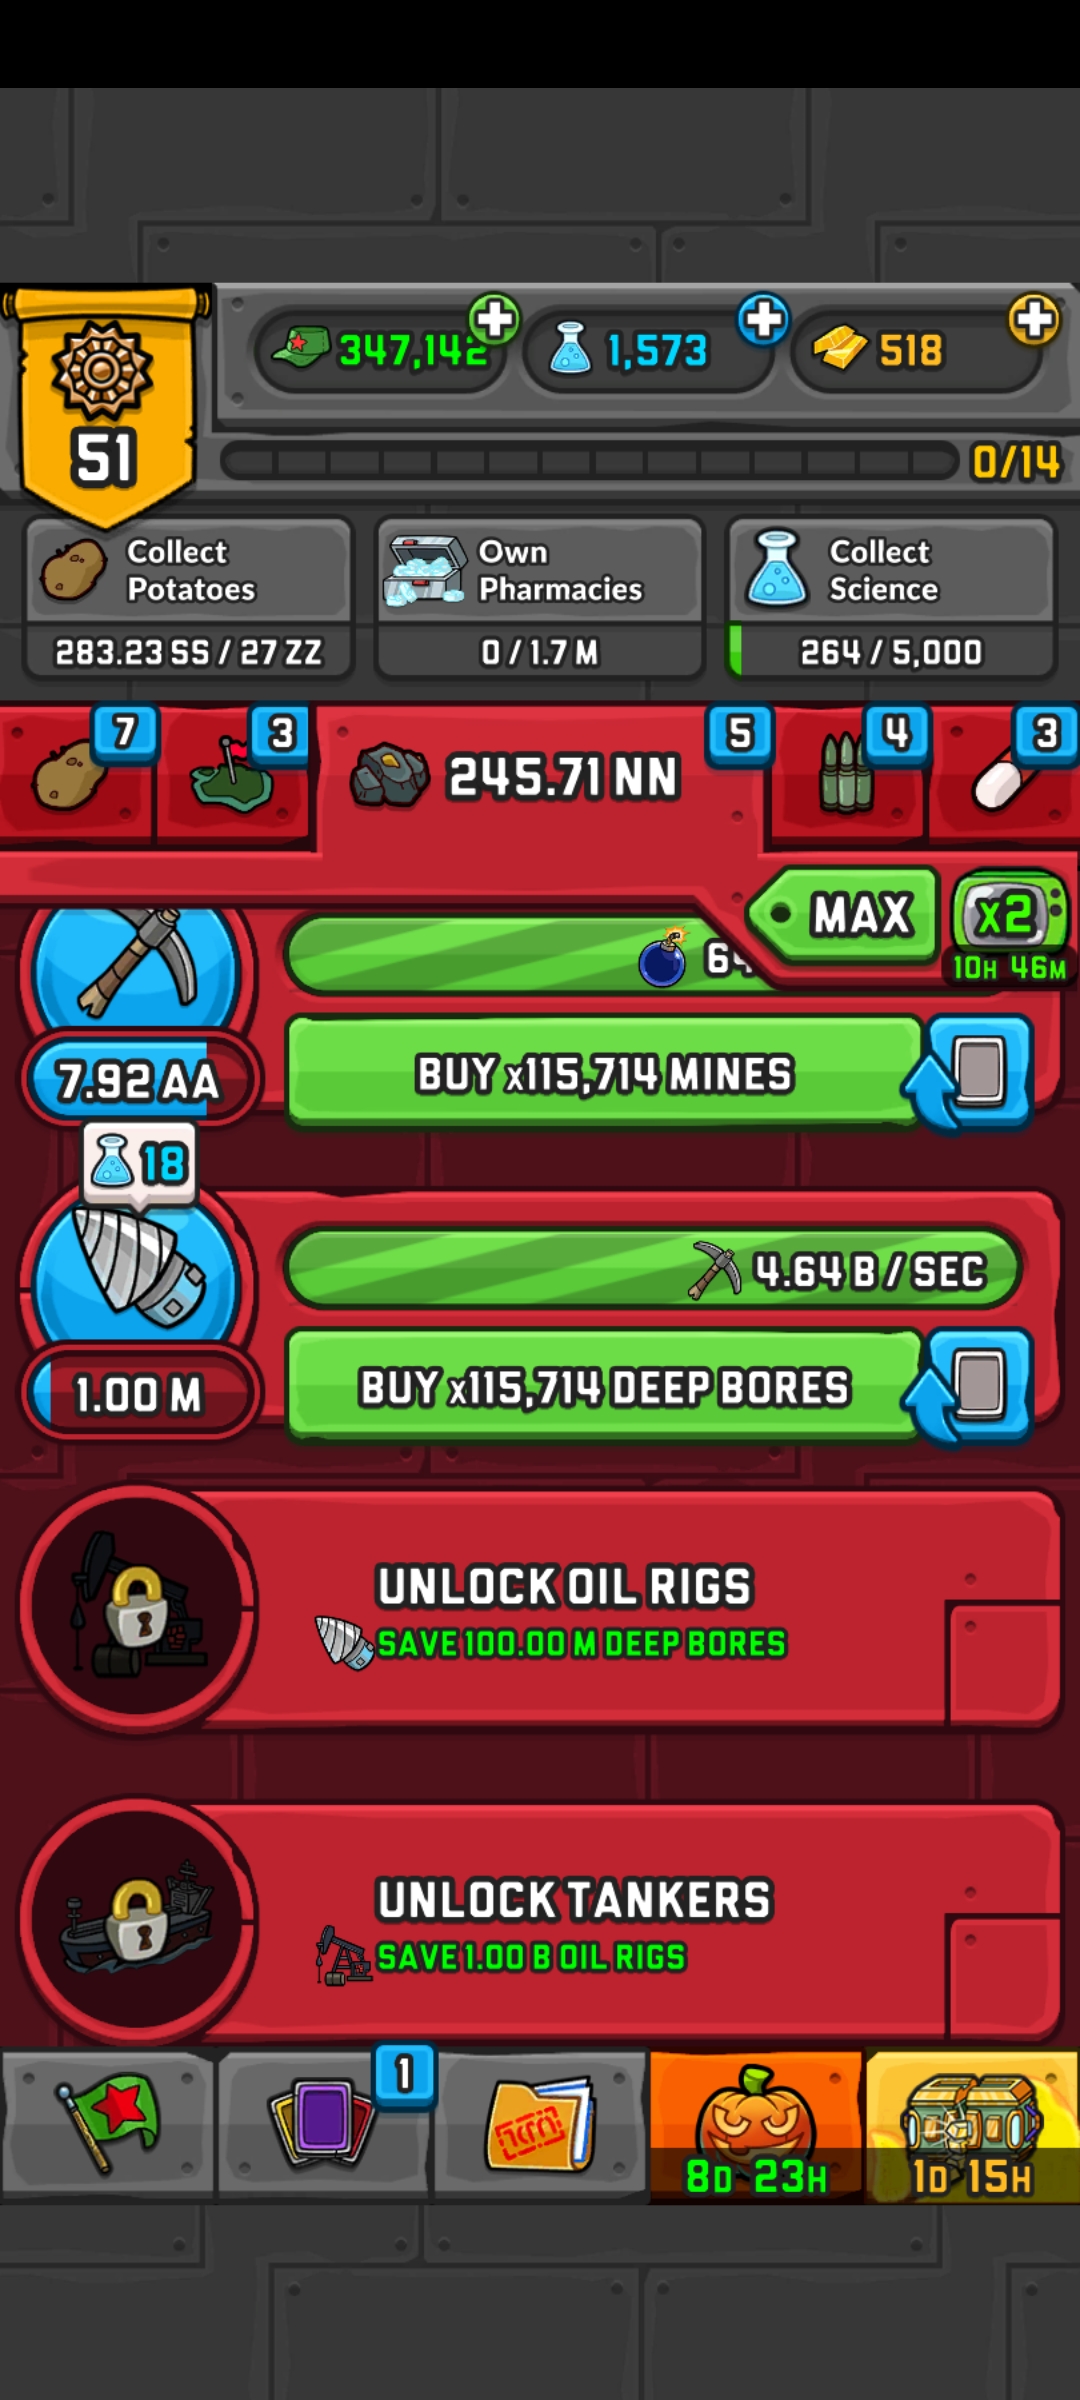 347,142
1,573
518
51
0/14
Collect
Potatoes
283.23 SS / 27 ZZ
Own
Pharmacies
0 / 1.7 M
Collect
Science
264 / 5,000
7
3
245.71 NN
5
4
3
MAX
x2
10H 46M
64
7.92 AA
BUY x115,714 MINES
18
4.64 B / SEC
1.00 M
BUY x115,714 DEEP BORES
UNLOCK OIL RIGS
SAVE 100.00 M DEEP BORES
UNLOCK TANKERS
SAVE 1.00 B OIL RIGS
1
8D 23H
1D 15H